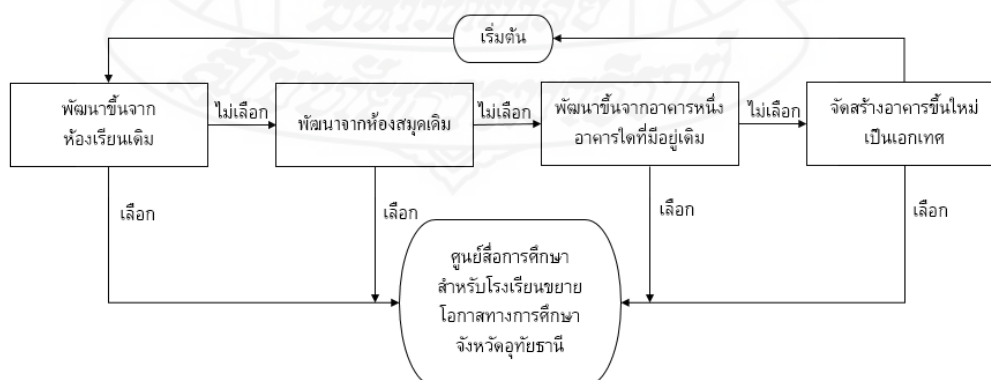 เริ่มต้น
พัฒนาขึ้นจาก
ห้องเรียนเดิม
ไม่เลือก
พัฒนาจากห้องสมุดเดิม
ไม่เลือก
พัฒนาขึ้นจากอาคารหนึ่ง
อาคารใดที่มีอยู่เดิม
ไม่เลือก
จัดสร้างอาคารขึ้นใหม่
เป็นเอกเทศ
เลือก
เลือก
เลือก
เลือก
ศูนย์สื่อการศึกษา
สำหรับโรงเรียนขยาย
โอกาสทางการศึกษา
จังหวัดอุทัยธานี